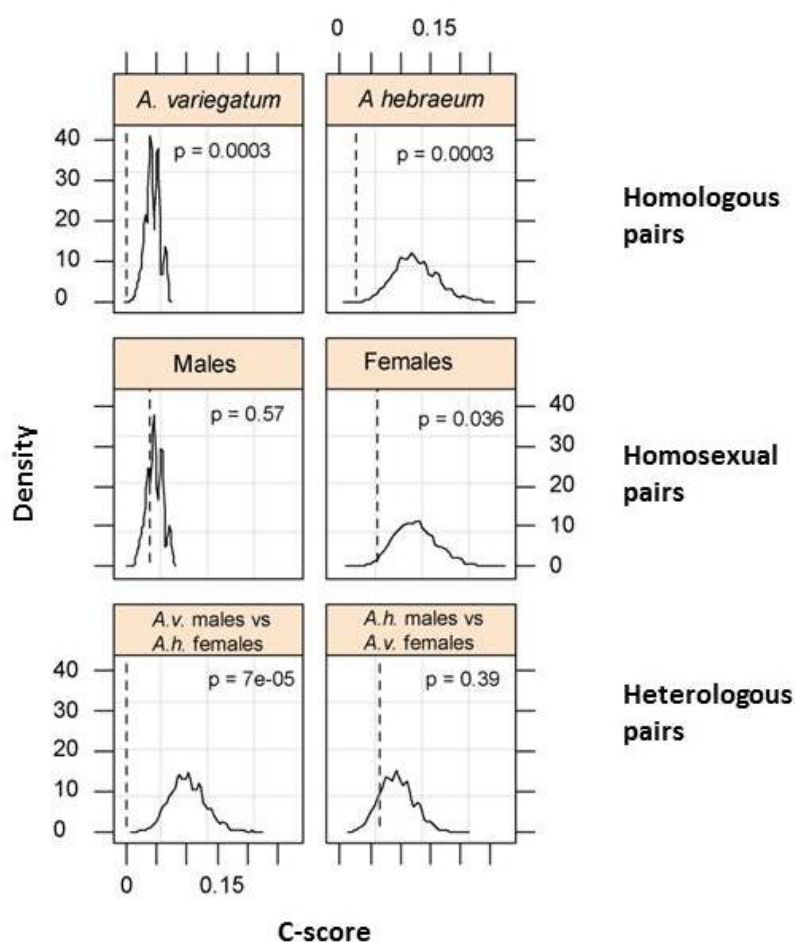 0 0.15
A. variegatum
A hebraeum
40
30
20
10
0
p = 0.0003
p = 0.0003
Homologous
pairs
Males
Females
p = 0.57
p = 0.036
40
30
20
10
0
Homosexual
pairs
Density
A.v. males vs
A.h. females
A.h. males vs
A.v. females
40
30
20
10
0
p = 7e-05
p = 0.39
Heterologous
pairs
0 0.15
C-score